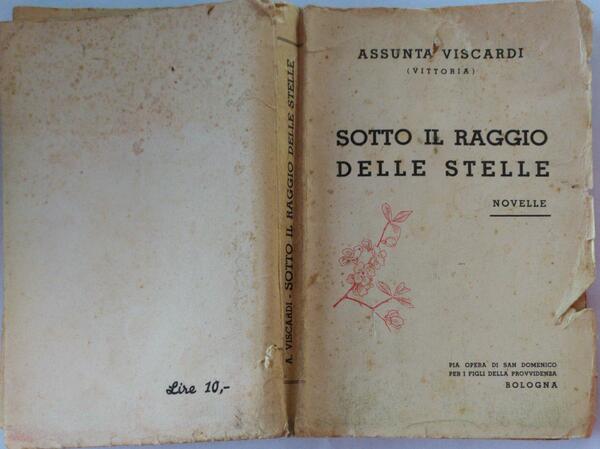 Lire 10,-
A. VISCARDI - SOTTO IL RAGGIO DELLE STELLE
ASSUNTA VISCARDI
(VITTORIA)
SOTTO IL RAGGIO
DELLE STELLE
NOVELLE
PIA OPERA DI SAN DOMENICO
PER I FIGLI DELLA PROVVIDENZA
BOLOGNA